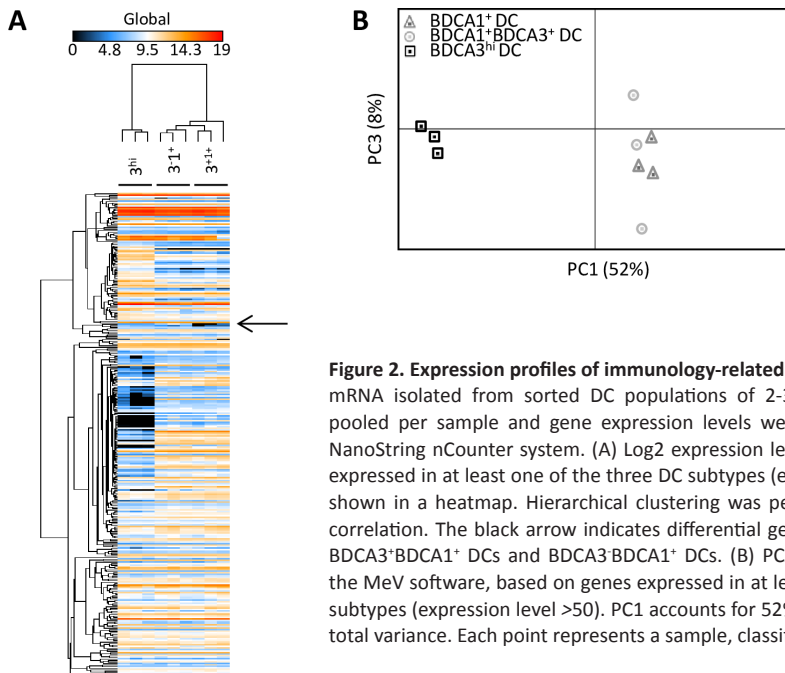 A
Global
0 4.8 9.5 14.3 19
3hi 3-1+ 3+1+
B
BDCA1+ DC
BDCA1+BDCA3+ DC
BDCA3hi DC
PC3 (8%)
PC1 (52%)
Figure 2. Expression profiles of immunology-related
mRNA isolated from sorted DC populations of 2-3
pooled per sample and gene expression levels we
NanoString nCounter system. (A) Log2 expression le
expressed in at least one of the three DC subtypes (e
shown in a heatmap. Hierarchical clustering was pe
correlation. The black arrow indicates differential ge
BDCA3+BDCA1+ DCs and BDCA3-BDCA1+ DCs. (B) PC
the MeV software, based on genes expressed in at le
subtypes (expression level >50). PC1 accounts for 52%
total variance. Each point represents a sample, classif